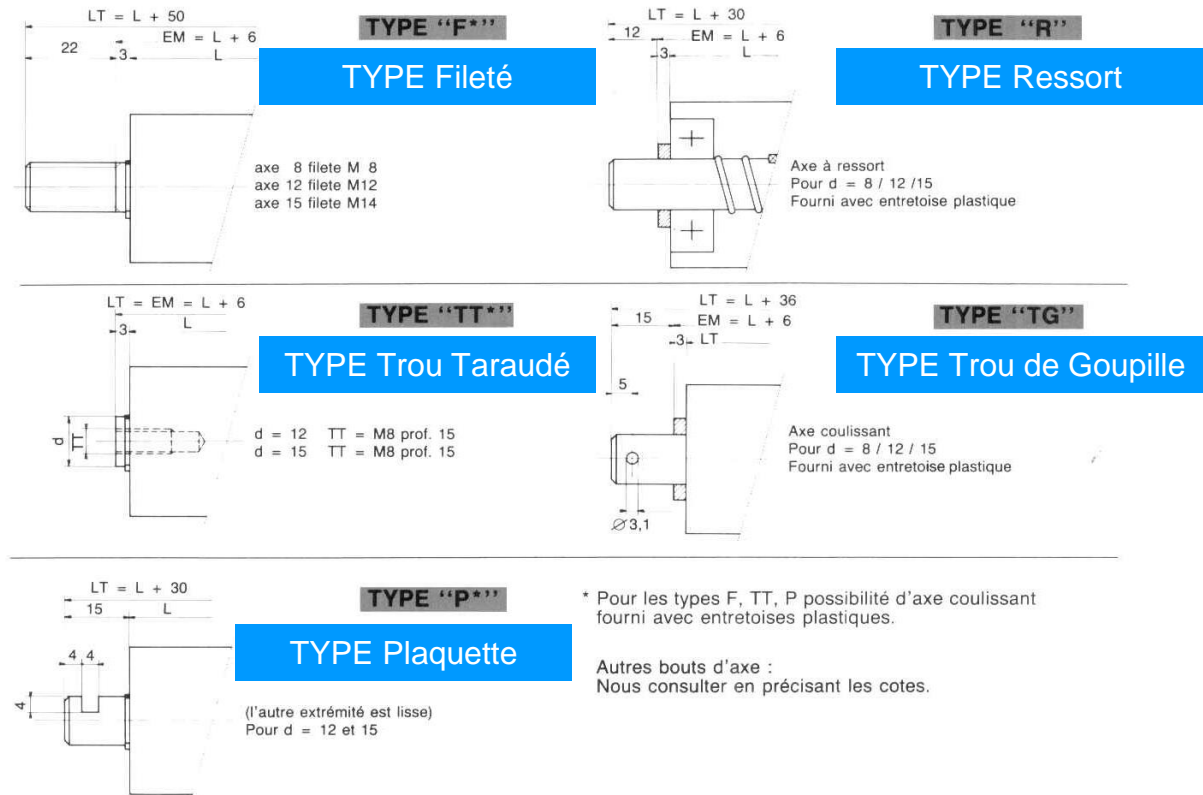 LT = L + 50
TYPE “F*”
EM = L + 6
22
3
L
TYPE Fileté
axe 8 filete M 8
axe 12 filete M12
axe 15 filete M14
LT = L + 30
TYPE “R”
12
EM = L + 6
3
L
TYPE Ressort
Axe à ressort
Pour d = 8 / 12 /15
Fourni avec entretoise plastique
LT = EM = L + 6
TYPE “TT*”
3
L
TYPE Trou Taraudé
d
TT
d = 12 TT = M8 prof. 15
d = 15 TT = M8 prof. 15
LT = L + 36
TYPE “TG”
15
EM = L + 6
3
LT
TYPE Trou de Goupille
5
Axe coulissant
Pour d = 8 / 12 / 15
Fourni avec entretoise plastique
∅3,1
LT = L + 30
TYPE “P*”
15
L
TYPE Plaquette
4 4
4
(l'autre extrémité est lisse)
Pour d = 12 et 15
* Pour les types F, TT, P possibilité d'axe coulissant
fourni avec entretoises plastiques.
Autres bouts d'axe :
Nous consulter en précisant les cotes.